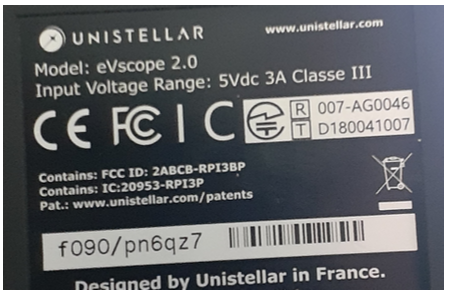 UNISTELLAR
www.unistellar.com
Model: eVscope 2.0
Input Voltage Range: 5Vdc 3A Classe III
CE FC I C R 007-AG0046
T D180041007
Contains: FCC ID: 2ABCB-RPI3BP
Contains: IC:20953-RPI3P
Pat.: www.unistellar.com/patents
f090/pn6qz7
Designed by Unistellar in France.